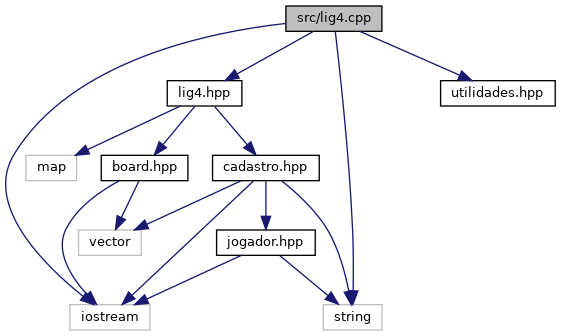 src/lig4.cpp
lig4.hpp
utilidades.hpp
map
board.hpp
cadastro.hpp
vector
jogador.hpp
iostream
string